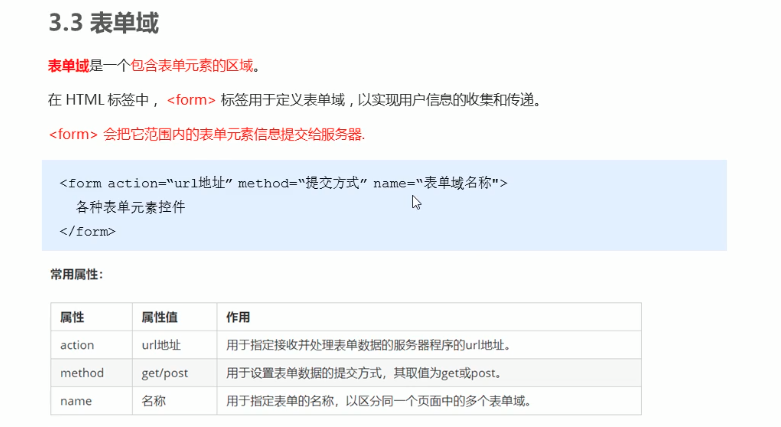 3.3 表单域
表单域是一个包含表单元素的区域。
在 HTML 标签中， <form> 标签用于定义表单域，以实现用户信息的收集和传递。
<form> 会把它范围内的表单元素信息提交给服务器.
<form action=“url地址” method=“提交方式” name=“表单域名称">
各种表单元素控件
</form>
常用属性：
属性 属性值 作用
action url地址 用于指定接收并处理表单数据的服务器程序的url地址。
method get/post 用于设置表单数据的提交方式，其取值为get或post。
name 名称 用于指定表单的名称，以区分同一个页面中的多个表单域。